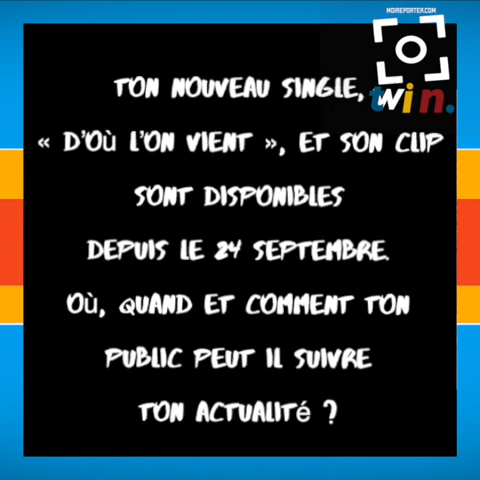 MOIREPORTER.COM
twin.
TON NOUVEAU SINGLE,
« D'OÙ L'ON VIENT », ET SON CLIP
SONT DISPONIBLES
DEPUIS LE 24 SEPTEMBRE.
OÙ, QUAND ET COMMENT TON
PUBLIC PEUT IL SUIVRE
TON ACTUALITé ?